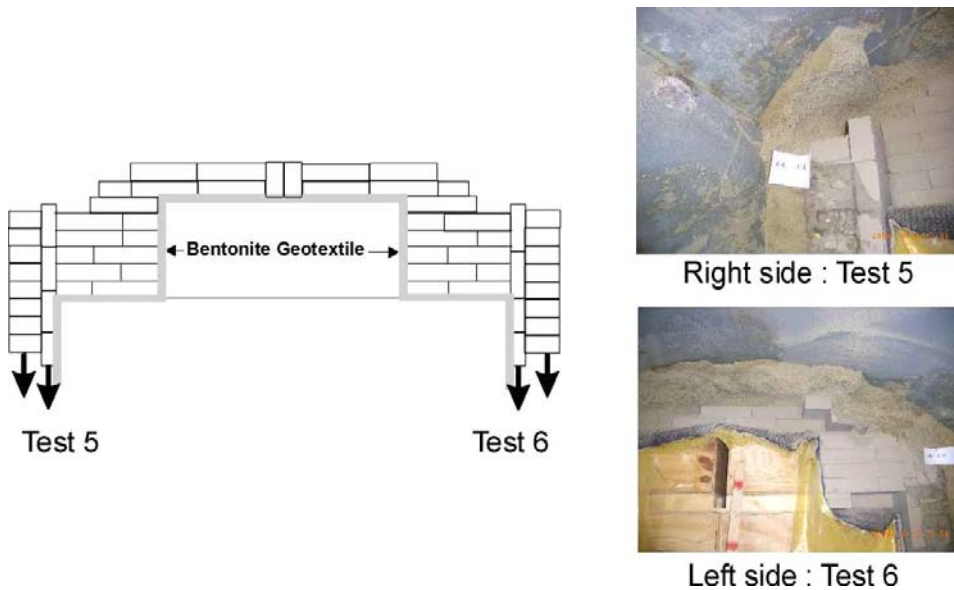 Bentonite Geotextile
Test 5
Test 6
Right side : Test 5
Left side : Test 6